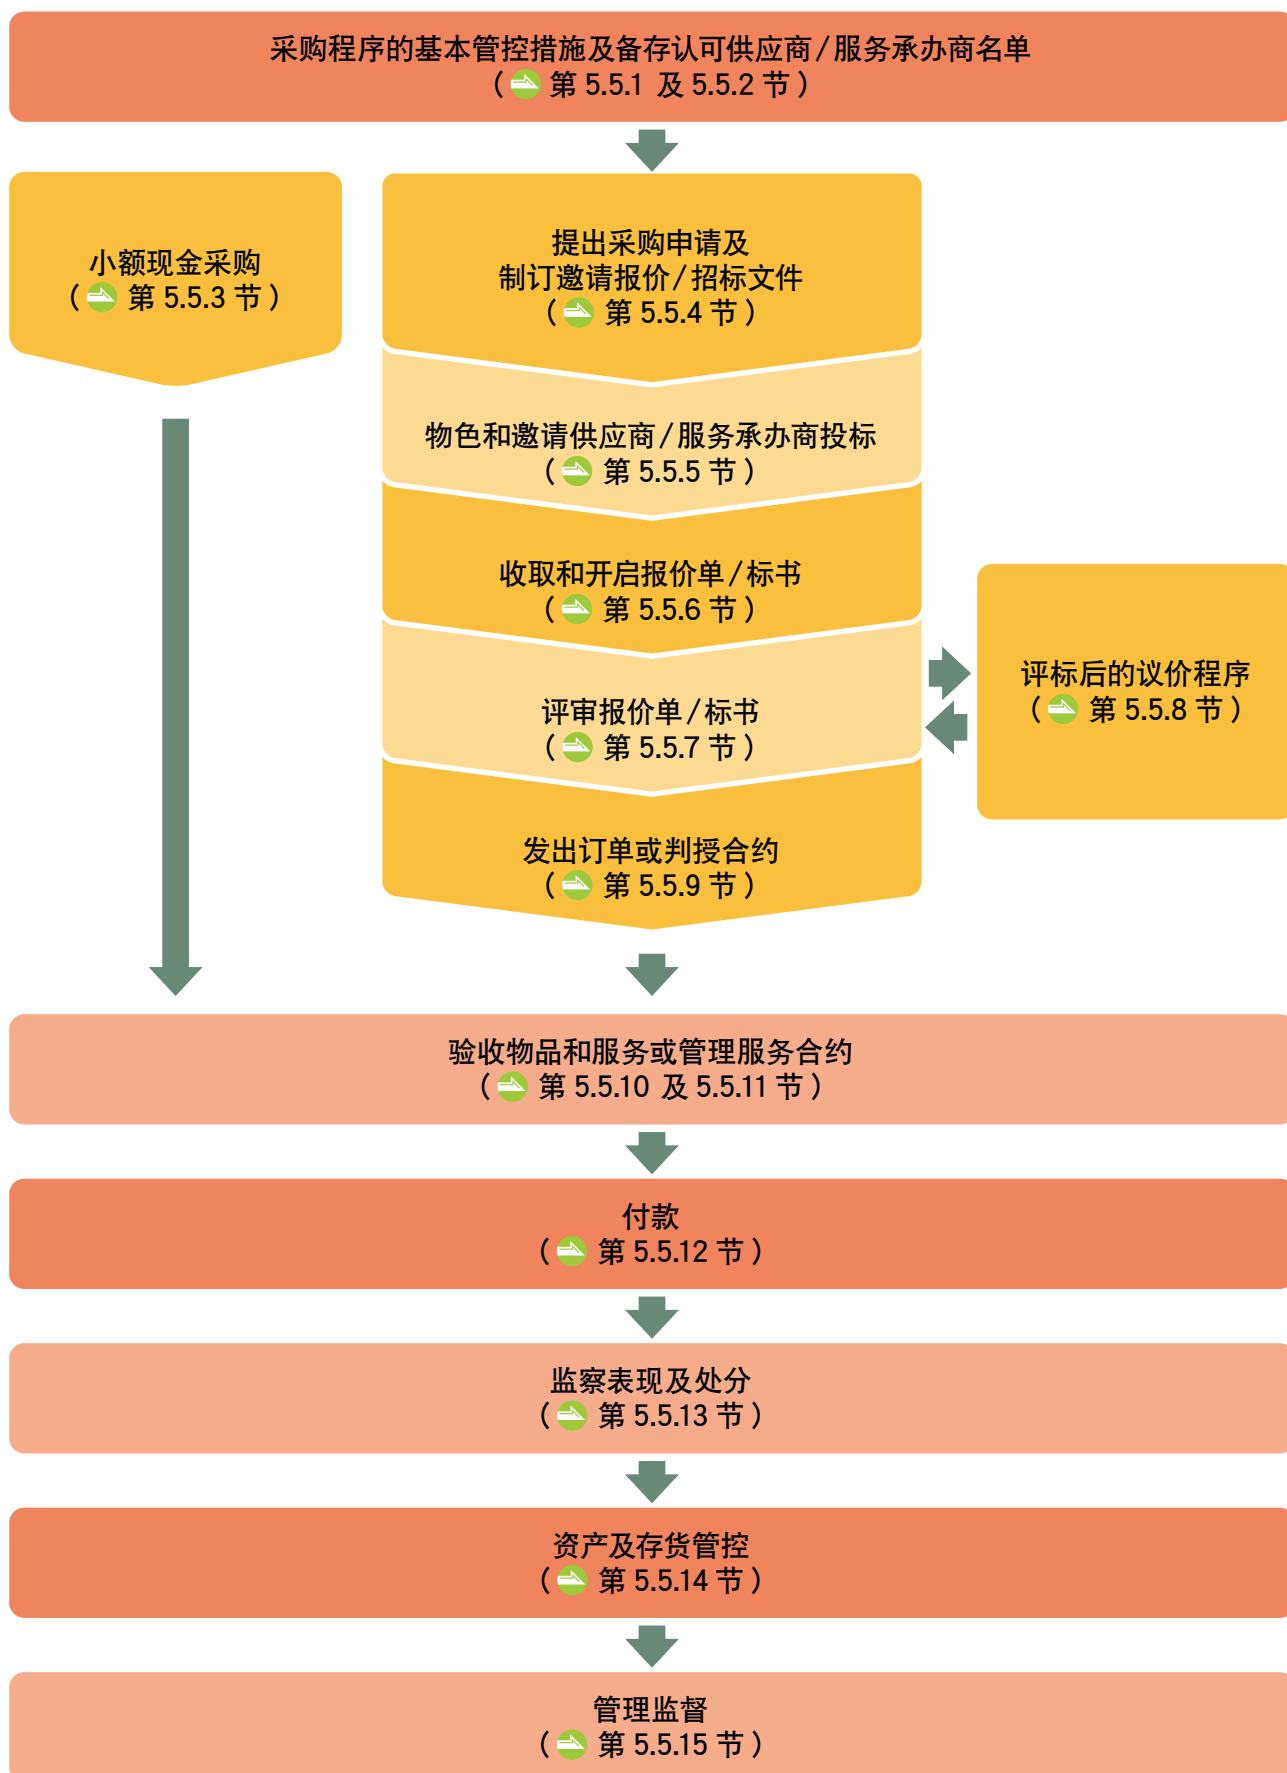 采购程序的基本管控措施及备存认可供应商/服务承办商名单
( 第 5.5.1 及 5.5.2 节 )
小额现金采购
( 第 5.5.3 节 )
提出采购申请及
制订邀请报价/招标文件
( 第 5.5.4 节 )
物色和邀请供应商/服务承办商投标
( 第 5.5.5 节 )
收取和开启报价单/标书
( 第 5.5.6 节 )
评审报价单/标书
( 第 5.5.7 节 )
评标后的议价程序
( 第 5.5.8 节 )
发出订单或判授合约
( 第 5.5.9 节 )
验收物品和服务或管理服务合约
( 第 5.5.10 及 5.5.11 节 )
付款
( 第 5.5.12 节 )
监察表现及处分
( 第 5.5.13 节 )
资产及存货管控
( 第 5.5.14 节 )
管理监督
( 第 5.5.15 节 )